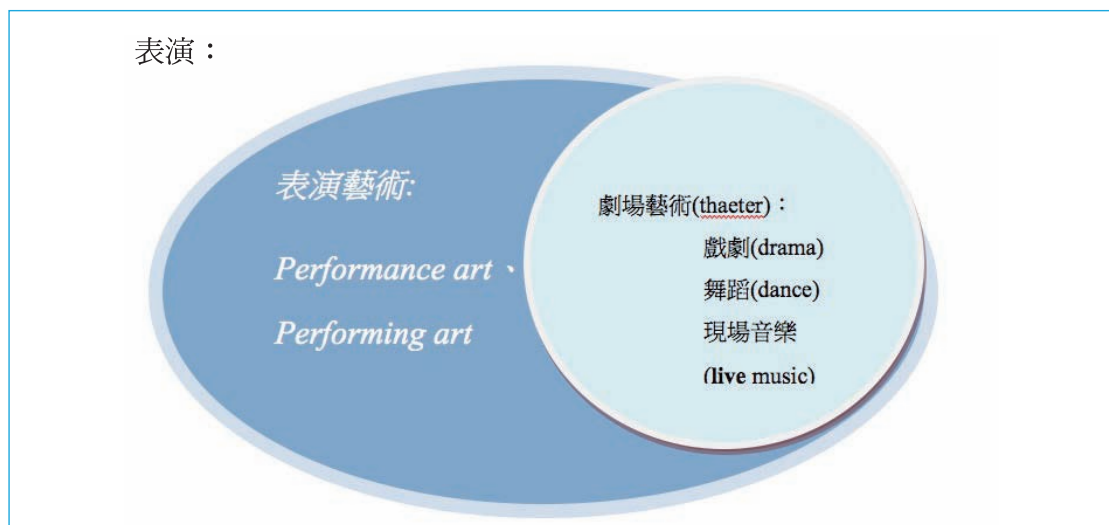 表演：
表演藝術:
Performance art、
Performing art
劇場藝術(thaeter)：
戲劇(drama)
舞蹈(dance)
現場音樂
(live music)